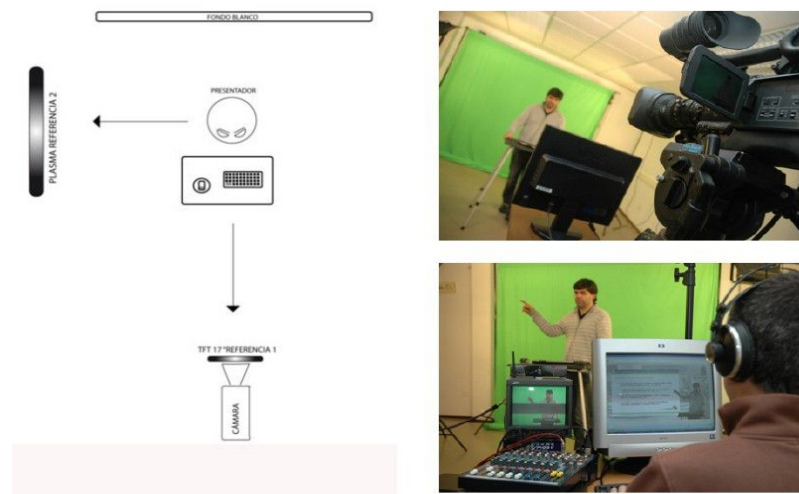 FONDO BLANCO
PRESENTADOR
PLASMA REFERENCIA 2
TFT 17"REFERENCIA 1
CÁMARA